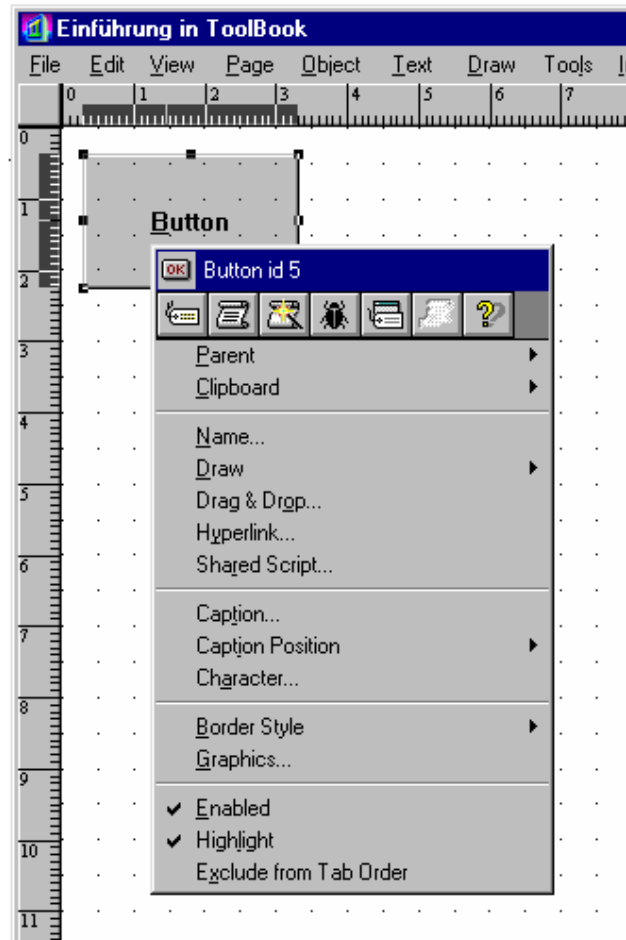 Einführung in ToolBook
File Edit View Page Object Text Draw Tools
0 1 2 3 4 5 6 7
0
1
Button
2
OK Button id 5
3
Parent
Clipboard
4
Name...
Draw
5
Drag & Drop...
Hyperlink...
6
Shared Script...
Caption...
7
Caption Position
Character...
8
Border Style
Graphics...
9
Enabled
10
Highlight
Exclude from Tab Order
11